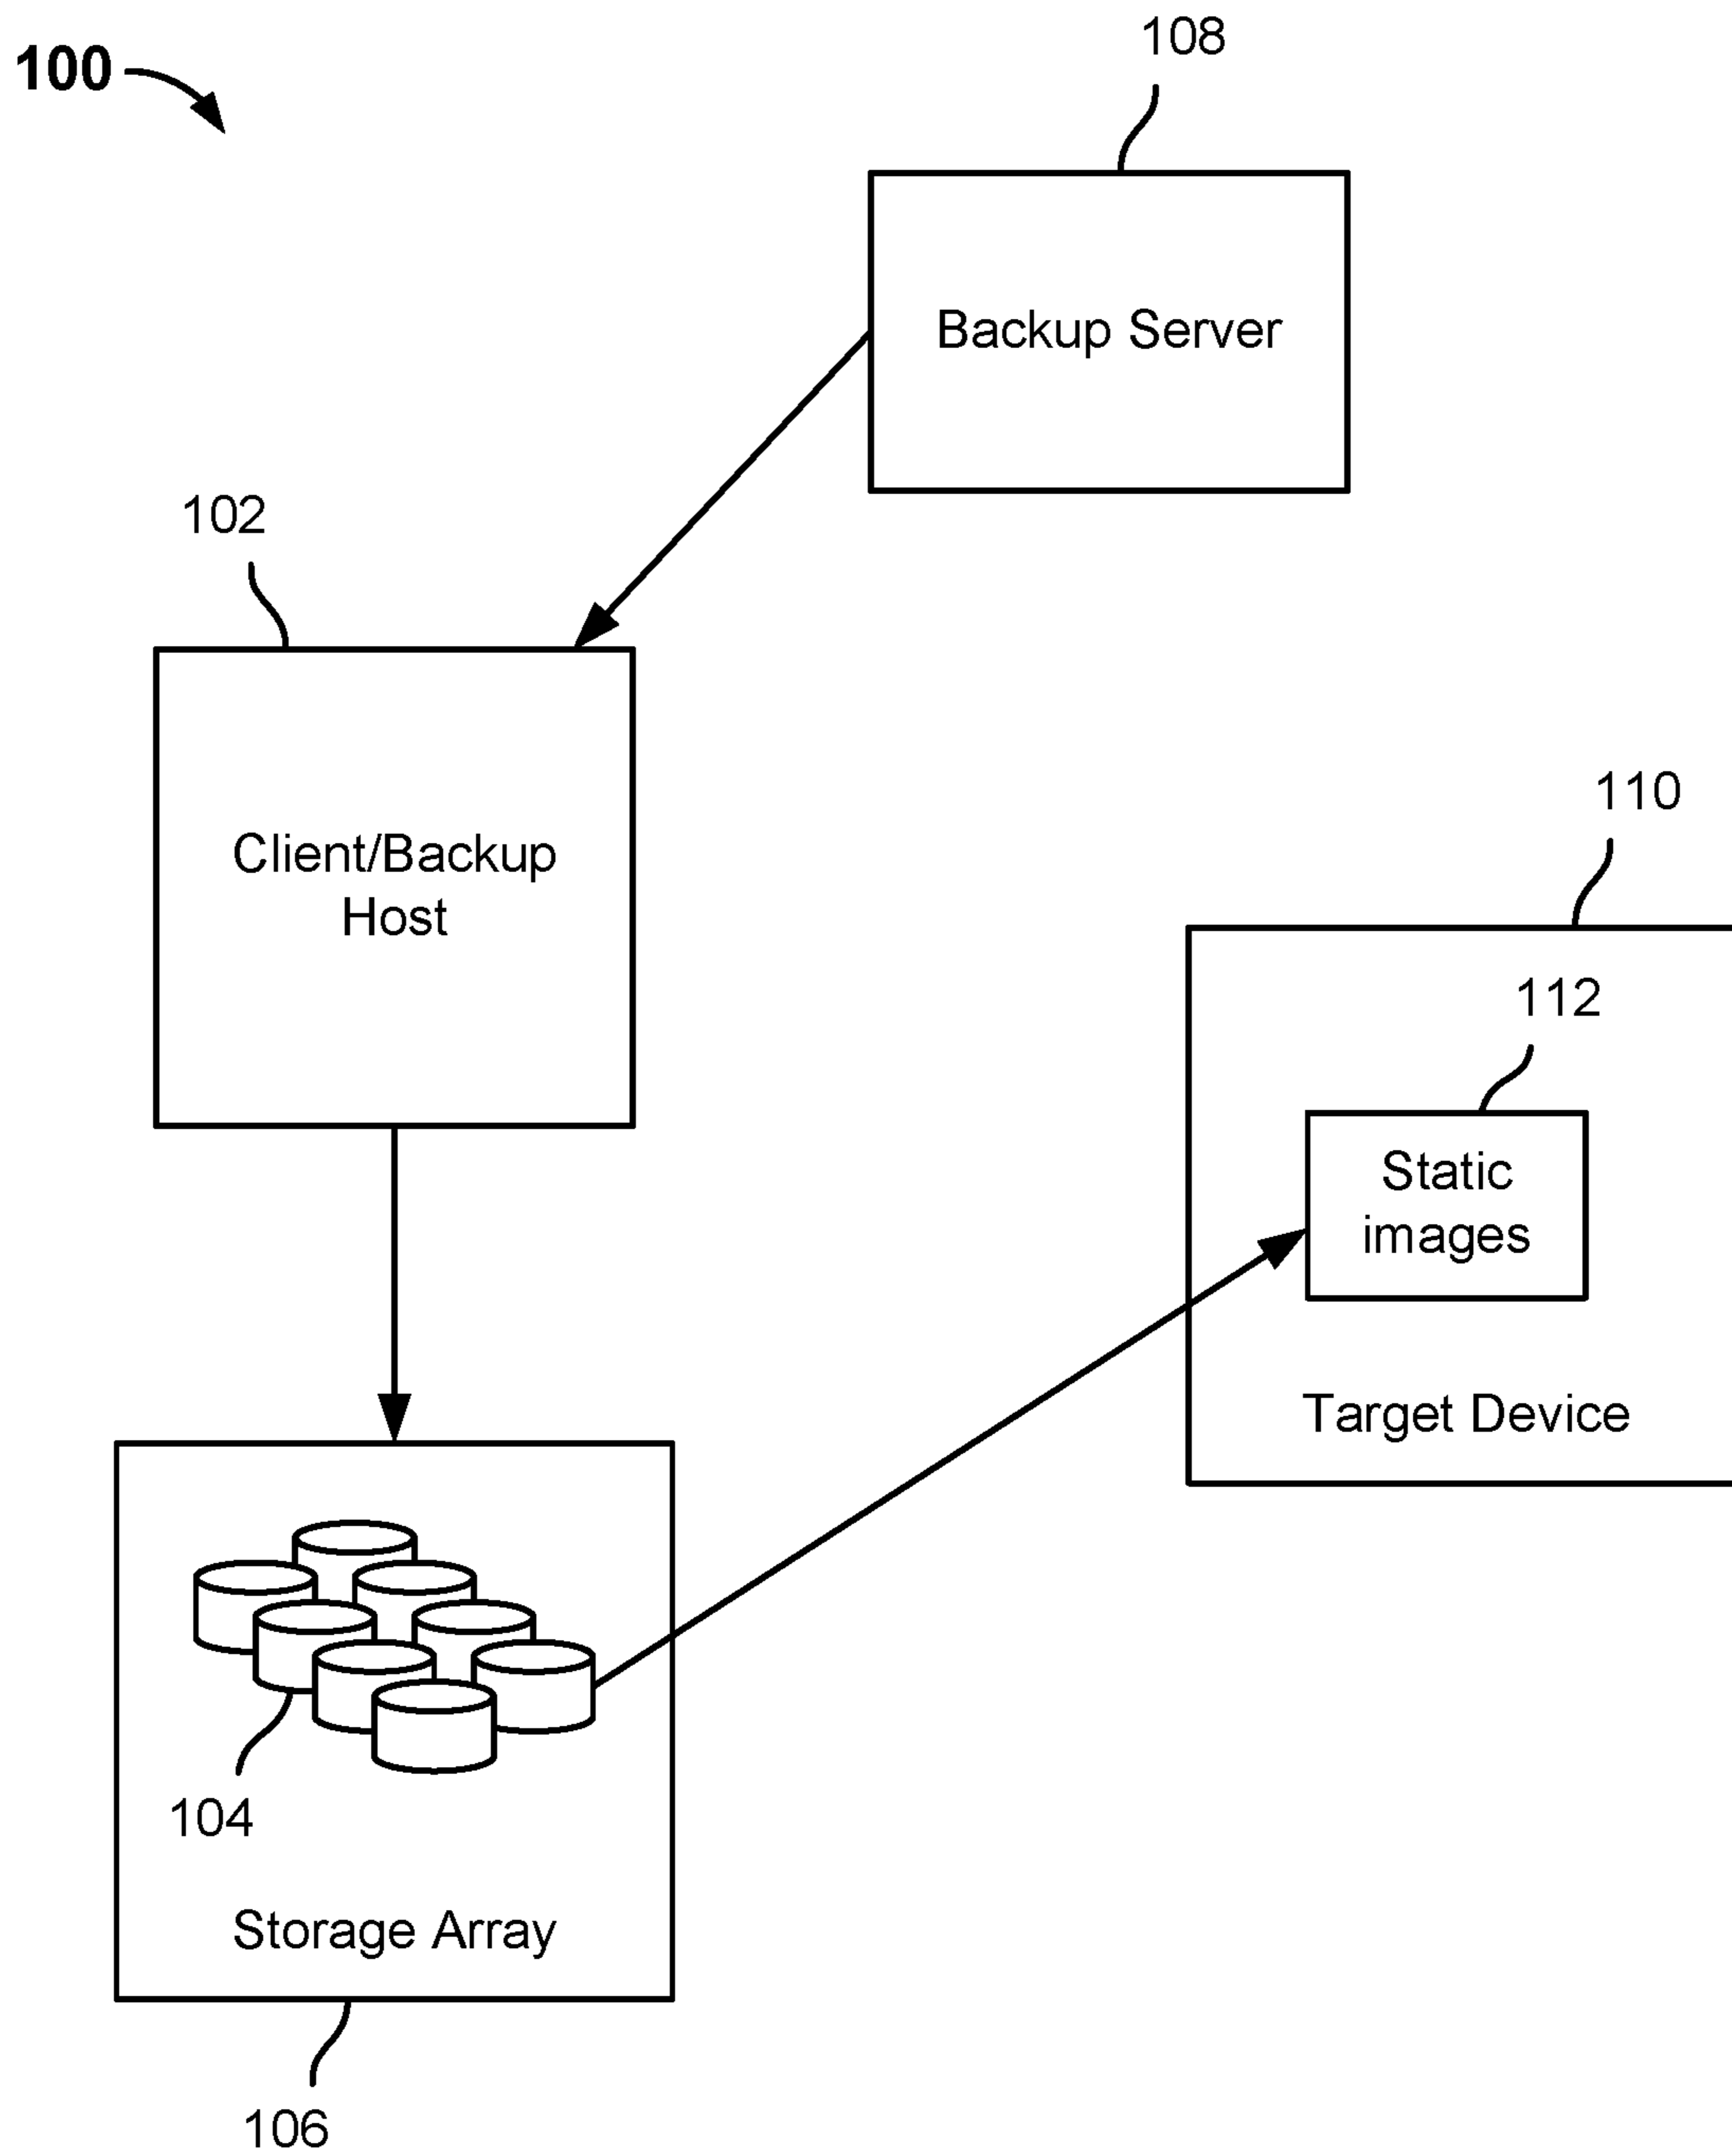 108
100
Backup Server
102
110
Client/Backup
Host
112
Static
images
Target Device
104
Storage Array
106